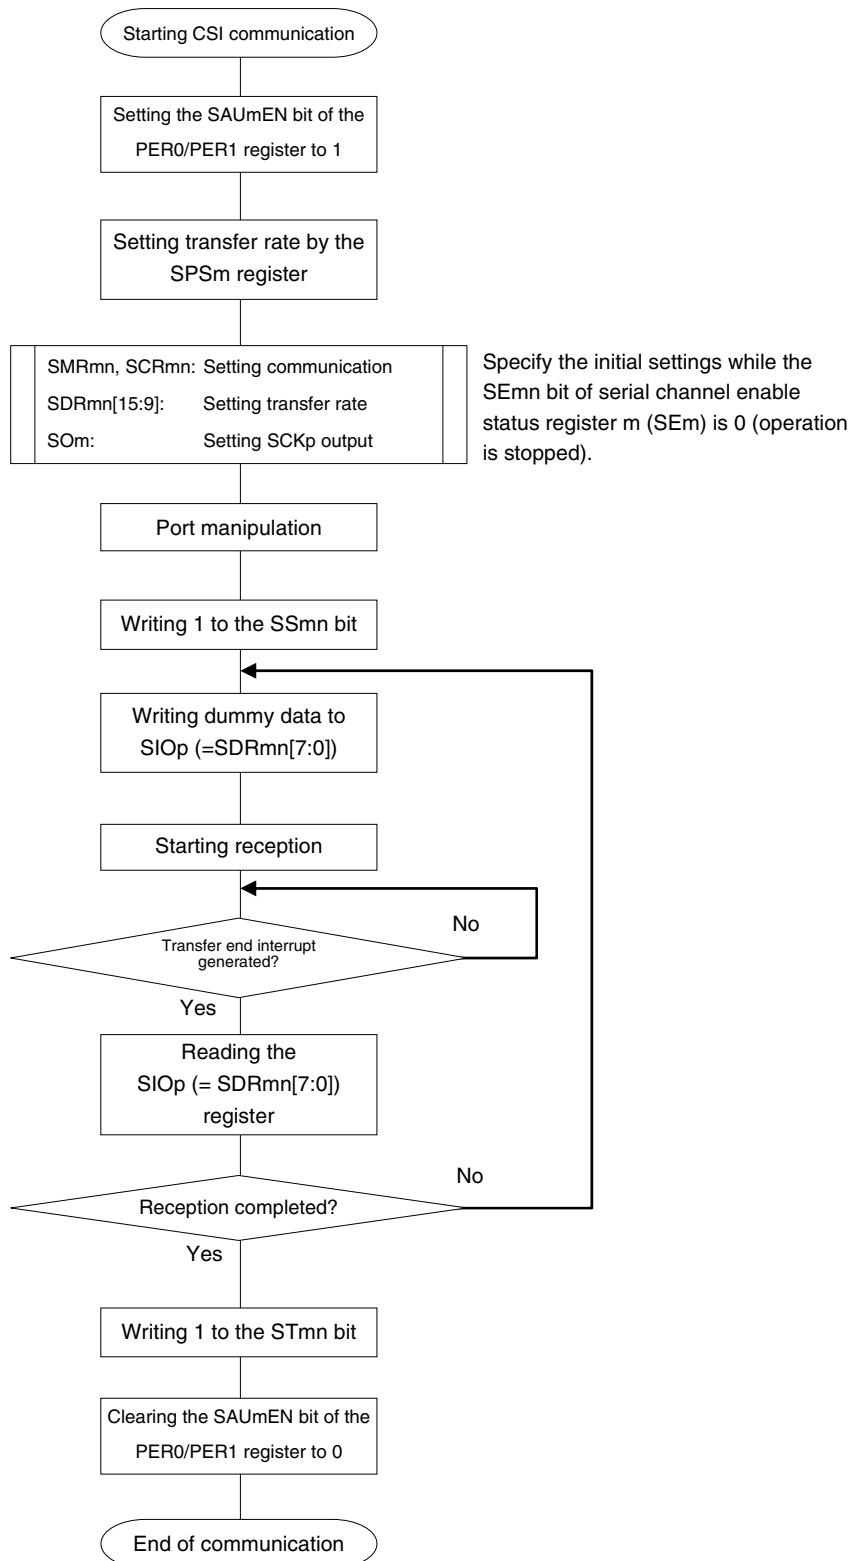 Starting CSI communication
Setting the SAUmEN bit of the
PER0/PER1 register to 1
Setting transfer rate by the
SPSm register
SMRmn, SCRmn: Setting communication
SDRmn[15:9]: Setting transfer rate
SOm: Setting SCKp output
Specify the initial settings while the
SEmn bit of serial channel enable
status register m (SEm) is 0 (operation
is stopped).
Port manipulation
Writing 1 to the SSmn bit
Writing dummy data to
SIOp (=SDRmn[7:0])
Starting reception
No
Transfer end interrupt
generated?
Yes
Reading the
SIOp (= SDRmn[7:0])
register
No
Reception completed?
Yes
Writing 1 to the STmn bit
Clearing the SAUmEN bit of the
PER0/PER1 register to 0
End of communication